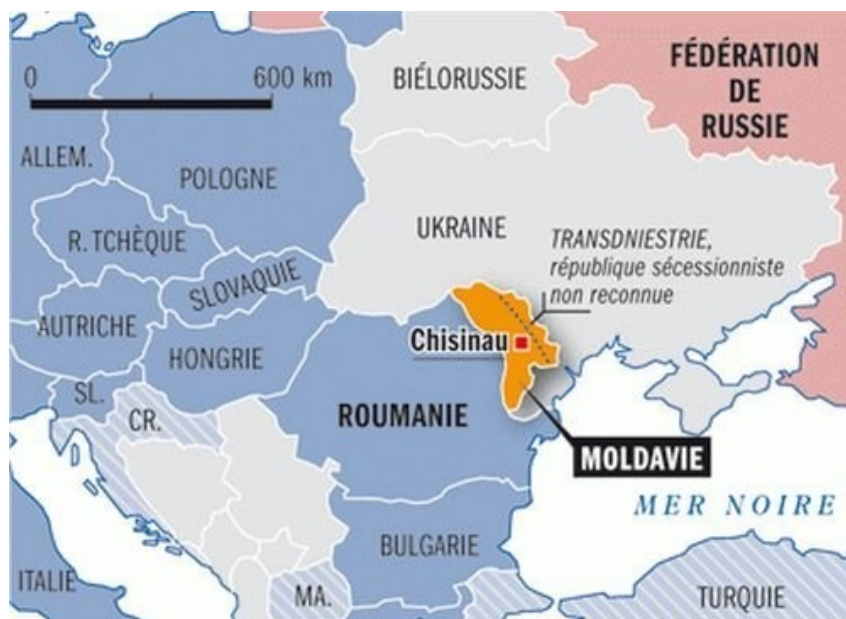 0 600 km
BIÉLORUSSIE
FÉDÉRATION
DE
RUSSIE
ALLEM.
POLOGNE
R. TCHÈQUE
UKRAINE
TRANSDNIESTRIE,
république sécessionniste
non reconnue
SLOVAQUIE
AUTRICHE
HONGRIE
Chisinau
SL.
CR.
ROUMANIE
MOLDAVIE
MER NOIRE
BULGARIE
ITALIE
MA.
TURQUIE